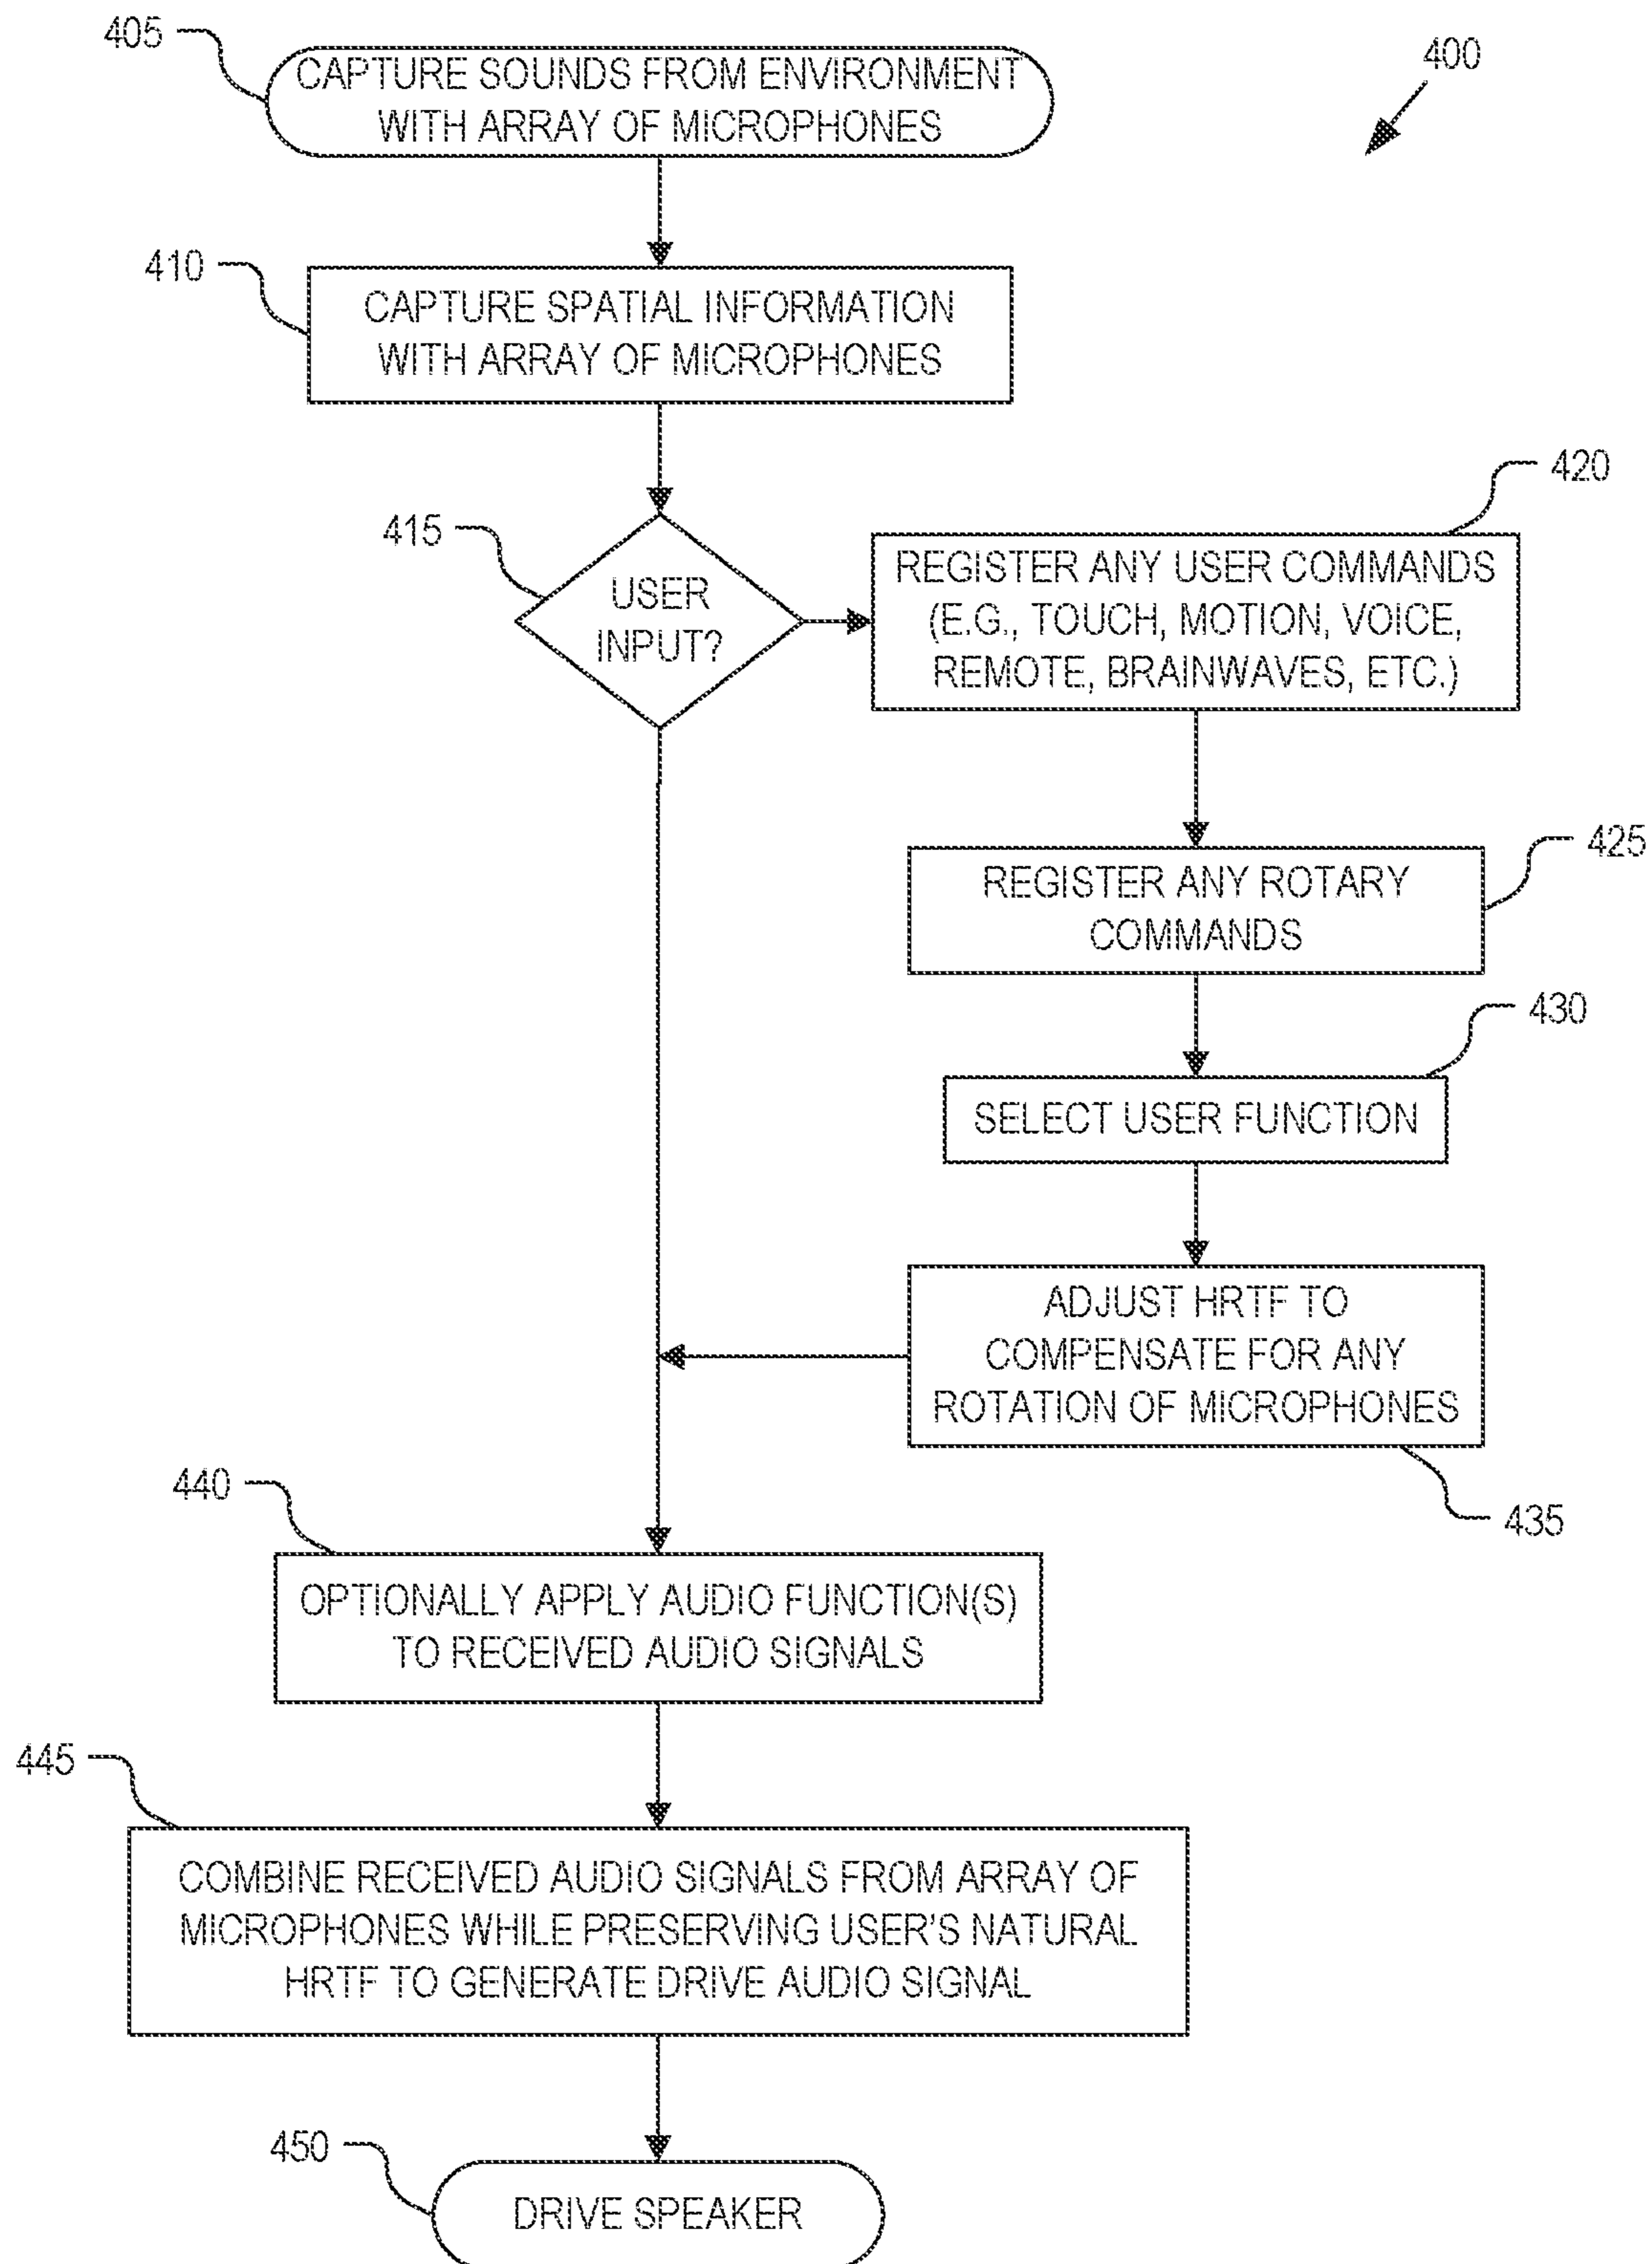 405
CAPTURE SOUNDS FROM ENVIRONMENT
WITH ARRAY OF MICROPHONES
400
410
CAPTURE SPATIAL INFORMATION
WITH ARRAY OF MICROPHONES
415
USER
INPUT?
420
REGISTER ANY USER COMMANDS
(E.G., TOUCH, MOTION, VOICE,
REMOTE, BRAINWAVES, ETC.)
425
REGISTER ANY ROTARY
COMMANDS
430
SELECT USER FUNCTION
ADJUST HRTF TO
COMPENSATE FOR ANY
ROTATION OF MICROPHONES
435
440
OPTIONALLY APPLY AUDIO FUNCTION(S)
TO RECEIVED AUDIO SIGNALS
445
COMBINE RECEIVED AUDIO SIGNALS FROM ARRAY OF
MICROPHONES WHILE PRESERVING USER'S NATURAL
HRTF TO GENERATE DRIVE AUDIO SIGNAL
450
DRIVE SPEAKER